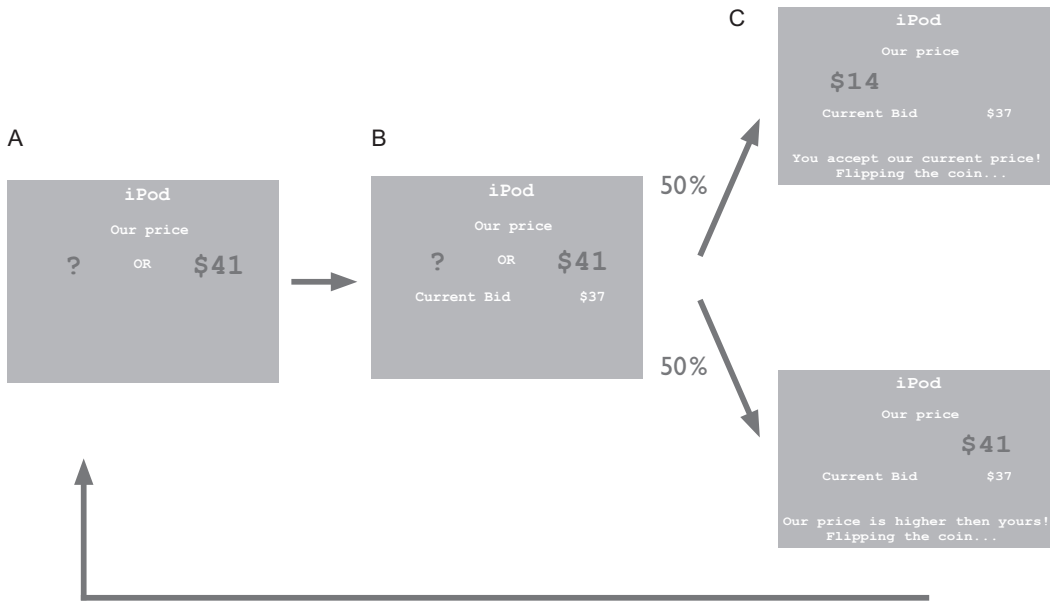 A
iPod
Our price
? OR $41
B
iPod
Our price
? OR $41
Current Bid $37
50%
50%
C
iPod
Our price
$14
Current Bid $37
You accept our current price!
Flipping the coin...
iPod
Our price
$41
Current Bid $37
Our price is higher then yours!
Flipping the coin...